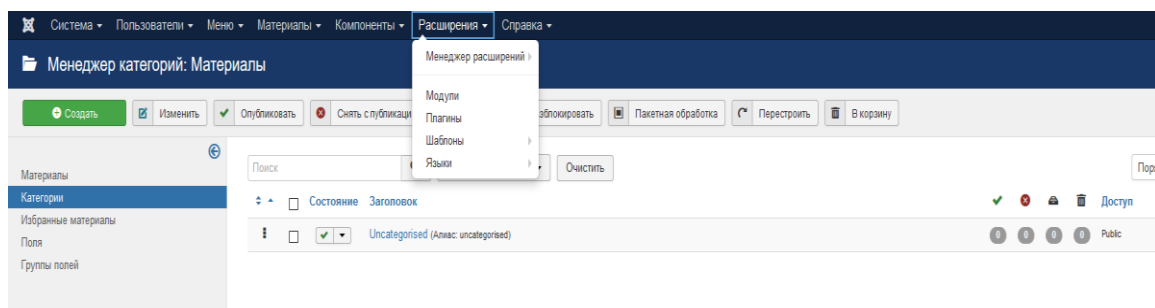 Система Пользователи Меню Материалы Компоненты Расширения Справка
Менеджер категорий: Материалы
Менеджер расширений
Модули
Плагины
Шаблоны
Языки
Создать Изменить Опубликовать Снять с публикаци аблокировать Пакетная обработка Перестроить В корзину
Материалы
Категории
Избранные материалы
Поля
Группы полей
Поиск Очистить Поря
Состояние Заголовок Доступ
Uncategorised (Алиас: uncategorised) 0 0 0 0 Public